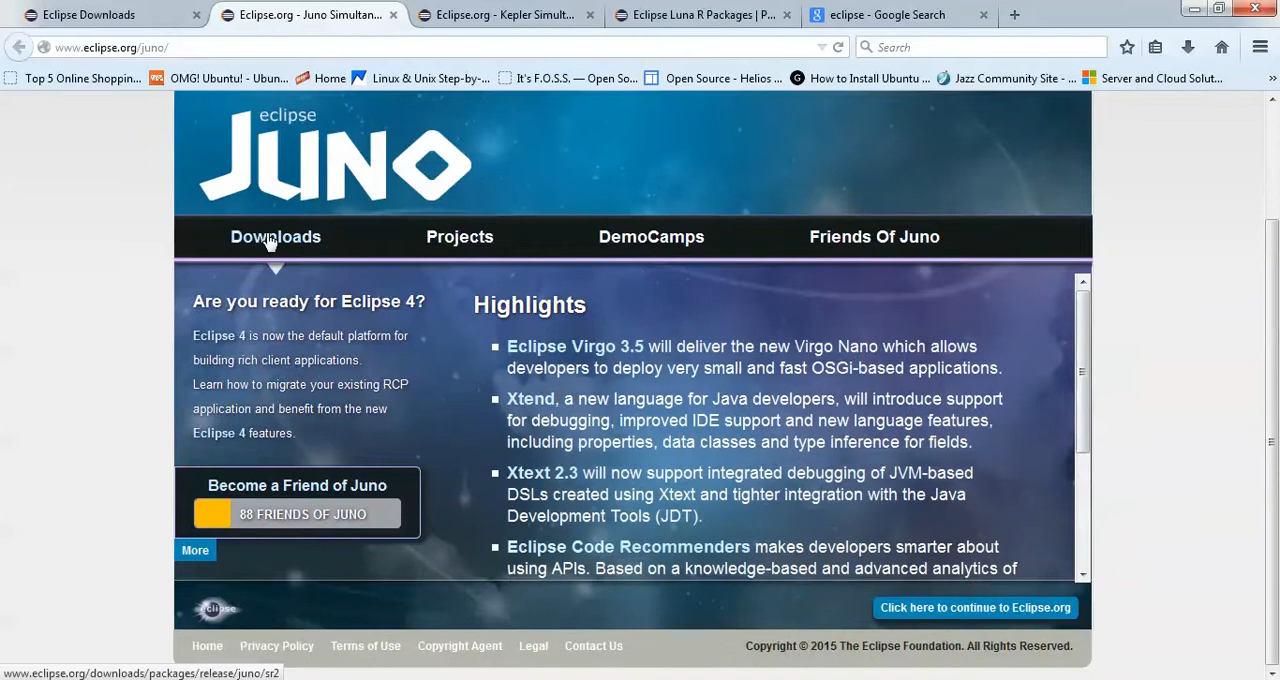 Eclipse Downloads
Eclipse.org - Juno Simultan...
Eclipse.org - Kepler Simult...
Eclipse Luna R Packages | P...
eclipse - Google Search
www.eclipse.org/juno/
Search
Top 5 Online Shoppin...
OMG! Ubuntu! - Ubun...
Home
Linux & Unix Step-by-...
It's F.O.S.S. — Open So...
Open Source - Helios ...
How to Install Ubuntu ...
Jazz Community Site - ...
Server and Cloud Solut...
eclipse
JUNO
Downloads
Projects
DemoCamps
Friends Of Juno
Are you ready for Eclipse 4?
Eclipse 4 is now the default platform for
building rich client applications.
Learn how to migrate your existing RCP
application and benefit from the new
Eclipse 4 features.
Become a Friend of Juno
88 FRIENDS OF JUNO
More
Highlights
Eclipse Virgo 3.5 will deliver the new Virgo Nano which allows
developers to deploy very small and fast OSGi-based applications.
Xtend, a new language for Java developers, will introduce support
for debugging, improved IDE support and new language features,
including properties, data classes and type inference for fields.
Xtext 2.3 will now support integrated debugging of JVM-based
DSLs created using Xtext and tighter integration with the Java
Development Tools (JDT).
Eclipse Code Recommenders makes developers smarter about
using APIs. Based on a knowledge-based and advanced analytics of
eclipse
Click here to continue to Eclipse.org
Home
Privacy Policy
Terms of Use
Copyright Agent
Legal
Contact Us
Copyright © 2015 The Eclipse Foundation. All Rights Reserved.
www.eclipse.org/downloads/packages/release/juno/sr2